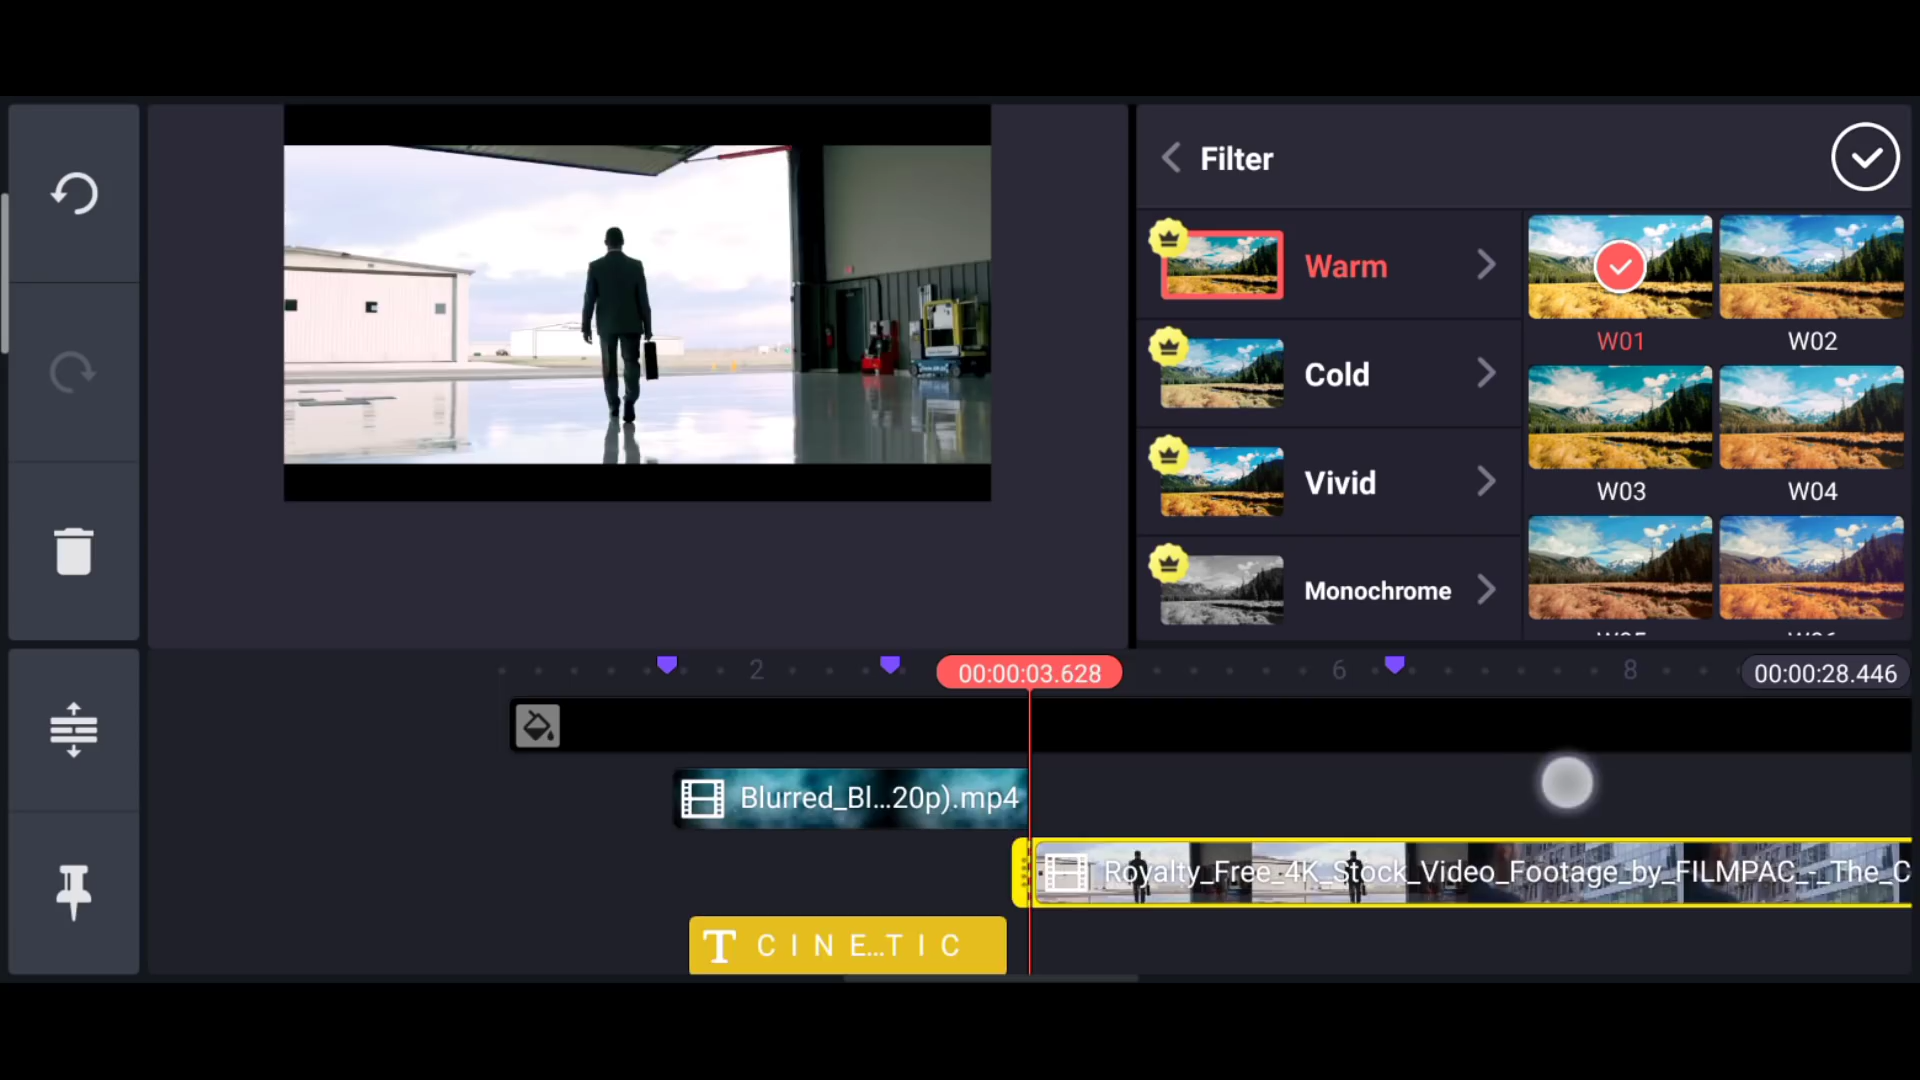 Filter
Warm
Cold
Vivid
Monochrome
W01
W02
W03
W04
2
00:00:03.628
6
8
00:00:28.446
Blurred_Bl...20p).mp4
Royalty_Free_4K_Stock_Video_Footage_by_FILMPAC_-_The_C
T C I N E...T I C